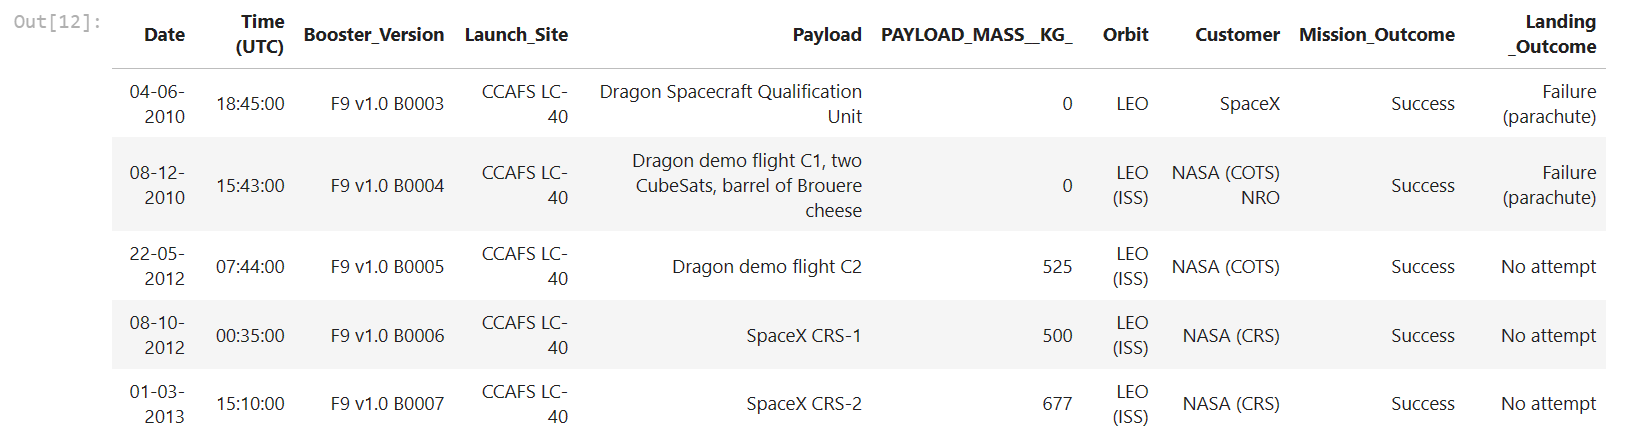 Out[12]:
Date Time (UTC) Booster_Version Launch_Site Payload PAYLOAD_MASS__KG_ Orbit Customer Mission_Outcome Landing _Outcome
04-06-2010 18:45:00 F9 v1.0 B0003 CCAFS LC-40 Dragon Spacecraft Qualification Unit 0 LEO SpaceX Success Failure (parachute)
08-12-2010 15:43:00 F9 v1.0 B0004 CCAFS LC-40 Dragon demo flight C1, two CubeSats, barrel of Brouere cheese 0 LEO (ISS) NASA (COTS) NRO Success Failure (parachute)
22-05-2012 07:44:00 F9 v1.0 B0005 CCAFS LC-40 Dragon demo flight C2 525 LEO (ISS) NASA (COTS) Success No attempt
08-10-2012 00:35:00 F9 v1.0 B0006 CCAFS LC-40 SpaceX CRS-1 500 LEO (ISS) NASA (CRS) Success No attempt
01-03-2013 15:10:00 F9 v1.0 B0007 CCAFS LC-40 SpaceX CRS-2 677 LEO (ISS) NASA (CRS) Success No attempt